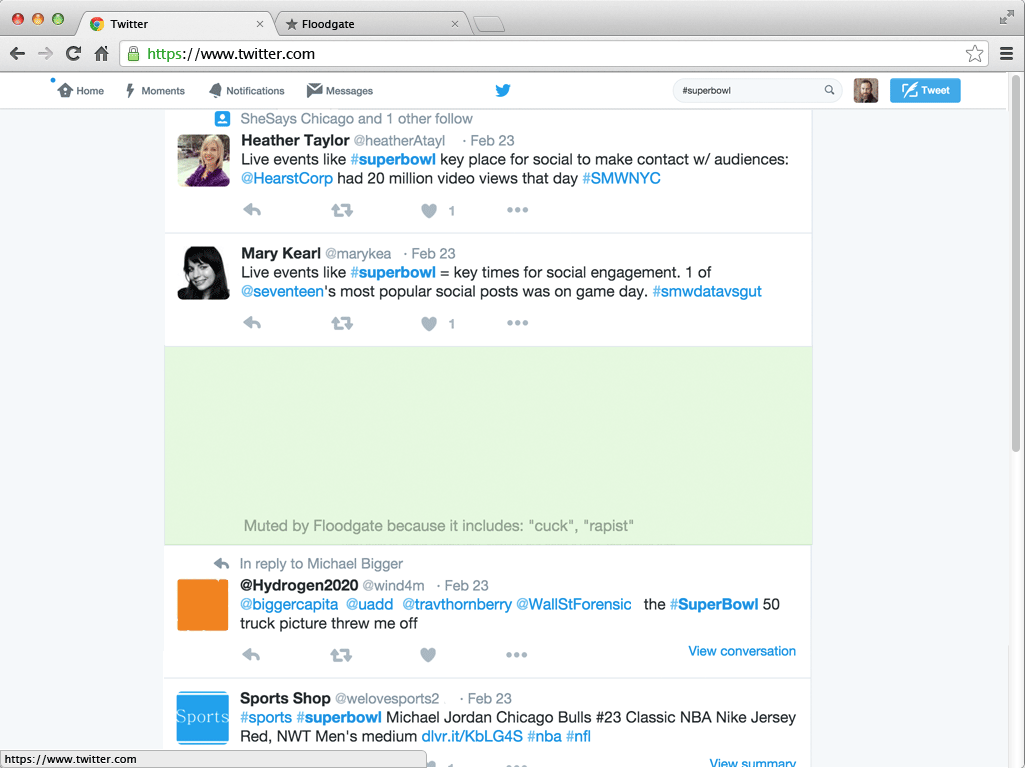 Twitter
Floodgate
https://www.twitter.com
Home
Moments
Notifications
Messages
#superbowl
Tweet
SheSays Chicago and 1 other follow
Heather Taylor @heatherAtayl · Feb 23
Live events like #superbowl key place for social to make contact w/ audiences:
@HearstCorp had 20 million video views that day #SMWNYC
1
Mary Kearl @marykea · Feb 23
Live events like #superbowl = key times for social engagement. 1 of
@seventeen's most popular social posts was on game day. #smwdatavsgut
1
Muted by Floodgate because it includes: "cuck", "rapist"
In reply to Michael Bigger
@Hydrogen2020 @wind4m · Feb 23
@biggercapita @uadd @travthornberry @WallStForensic the #SuperBowl 50
truck picture threw me off
View conversation
Sports
Sports Shop @welovesports2 · Feb 23
#sports #superbowl Michael Jordan Chicago Bulls #23 Classic NBA Nike Jersey
Red, NWT Men's medium dlvr.it/KbLG4S #nba #nfl
View summary
https://www.twitter.com